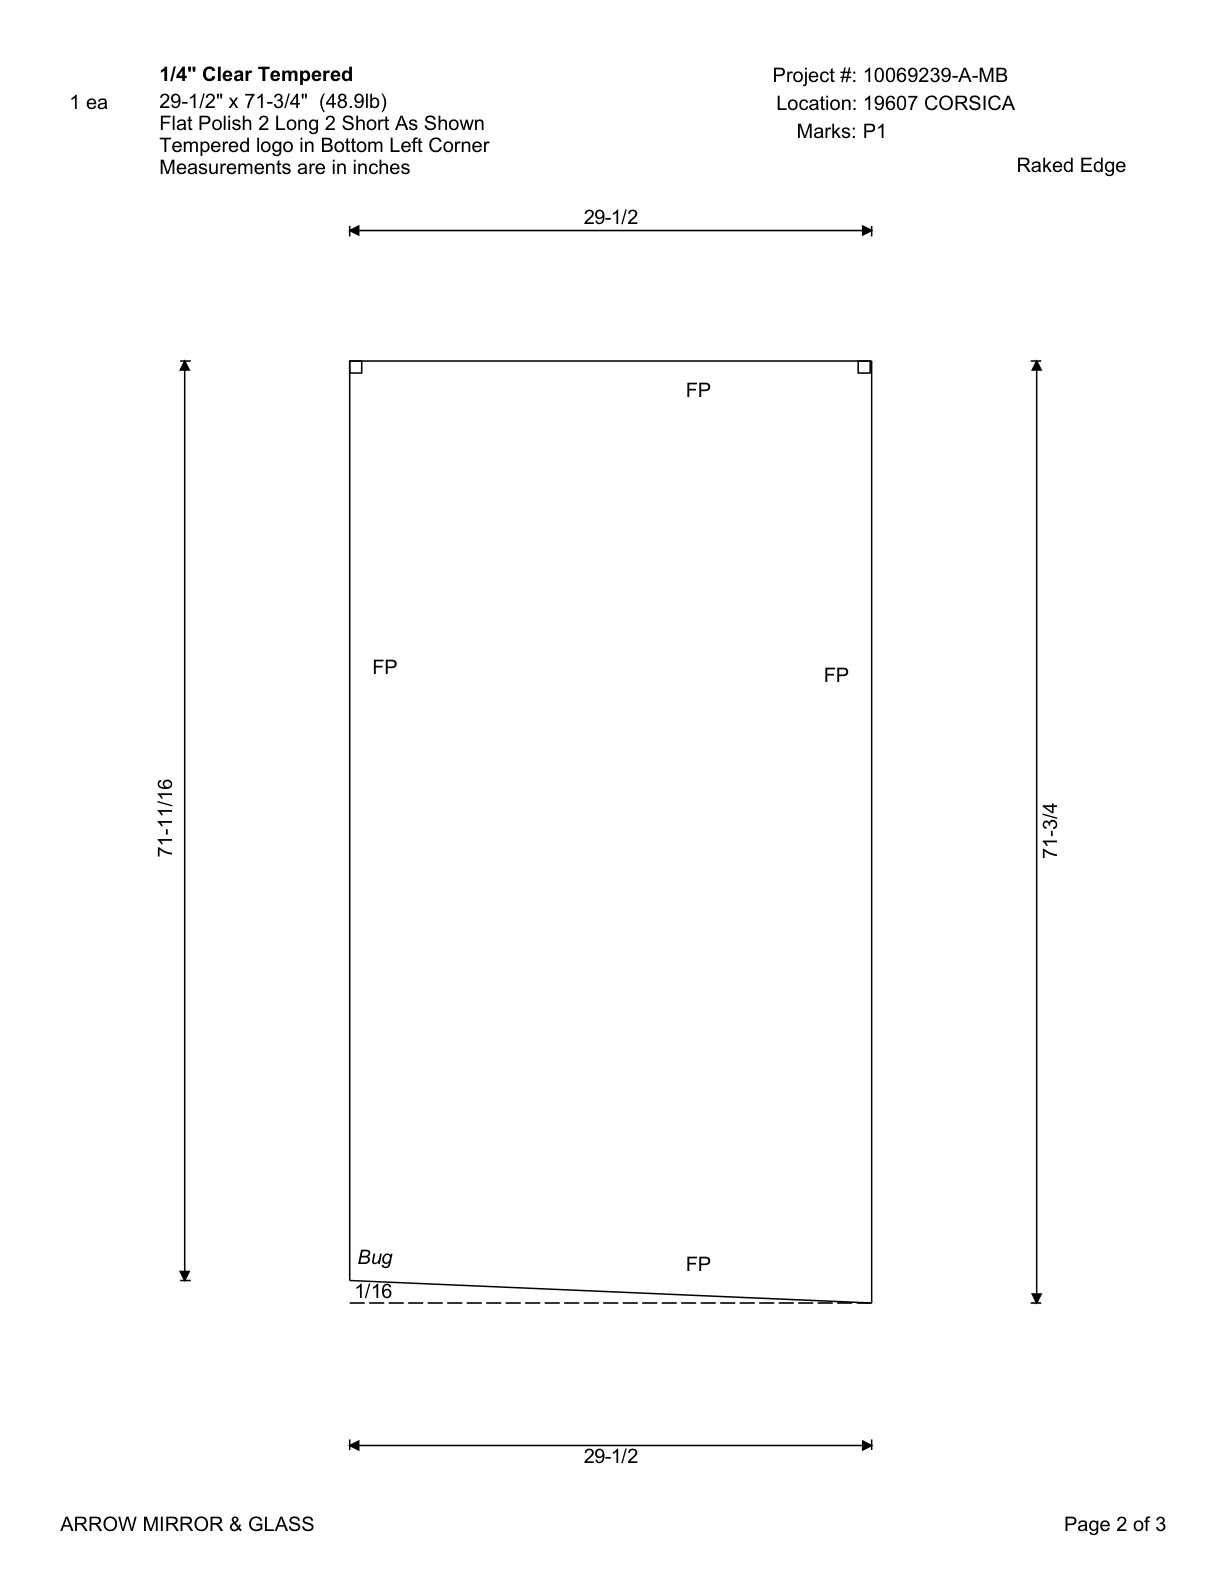 1/4" Clear Tempered
Project #: 10069239-A-MB
1 ea
29-1/2" x 71-3/4" (48.9lb)
Location: 19607 CORSICA
Flat Polish 2 Long 2 Short As Shown
Marks: P1
Tempered logo in Bottom Left Corner
Measurements are in inches
Raked Edge
29-1/2
FP
FP
FP
71-11/16
71-3/4
Bug
FP
1/16
29-1/2
ARROW MIRROR & GLASS
Page 2 of 3